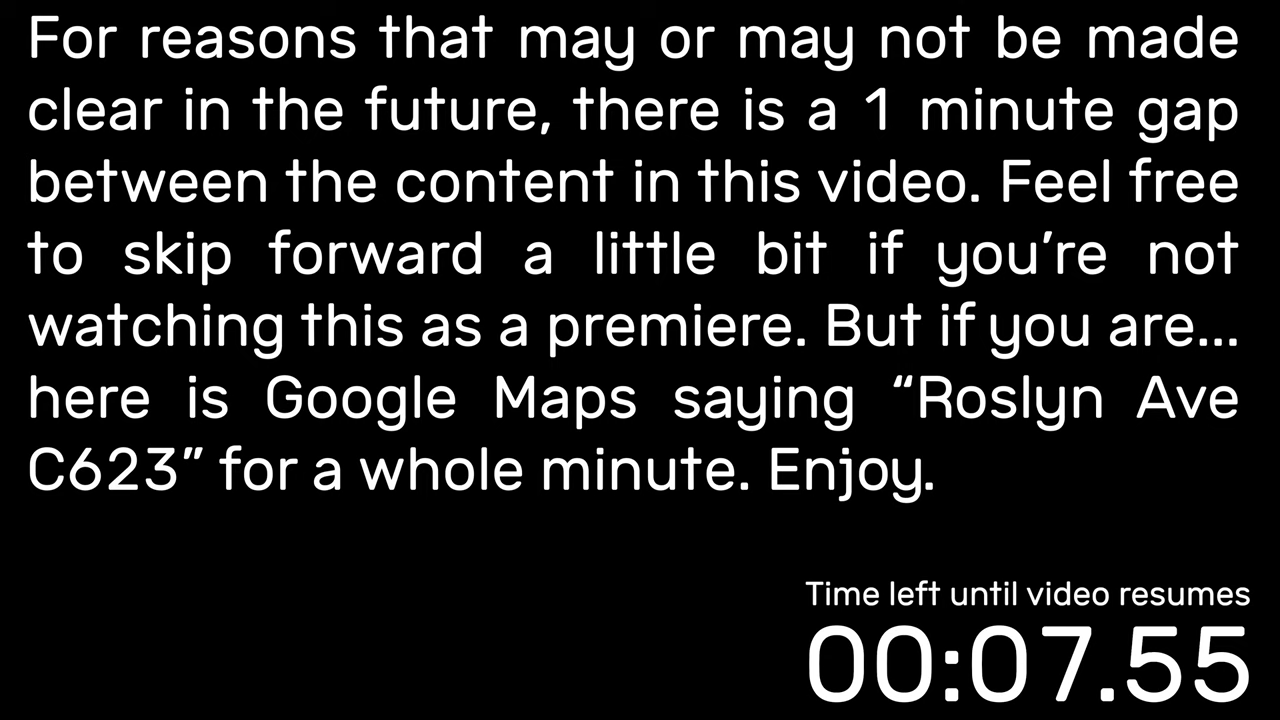 For reasons that may or may not be made
clear in the future, there is a 1 minute gap
between the content in this video. Feel free
to skip forward a little bit if you’re not
watching this as a premiere. But if you are...
here is Google Maps saying “Roslyn Ave
C623” for a whole minute. Enjoy.
Time left until video resumes
00:07.55